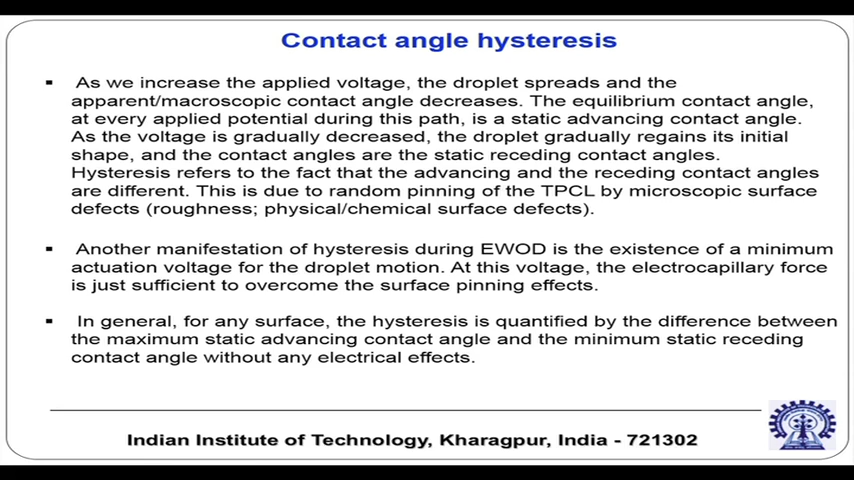 Contact angle hysteresis
▪ As we increase the applied voltage, the droplet spreads and the
apparent/macroscopic contact angle decreases. The equilibrium contact angle,
at every applied potential during this path, is a static advancing contact angle.
As the voltage is gradually decreased, the droplet gradually regains its initial
shape, and the contact angles are the static receding contact angles.
Hysteresis refers to the fact that the advancing and the receding contact angles
are different. This is due to random pinning of the TPCL by microscopic surface
defects (roughness; physical/chemical surface defects).
▪ Another manifestation of hysteresis during EWOD is the existence of a minimum
actuation voltage for the droplet motion. At this voltage, the electrocapillary force
is just sufficient to overcome the surface pinning effects.
▪ In general, for any surface, the hysteresis is quantified by the difference between
the maximum static advancing contact angle and the minimum static receding
contact angle without any electrical effects.
Indian Institute of Technology, Kharagpur, India - 721302